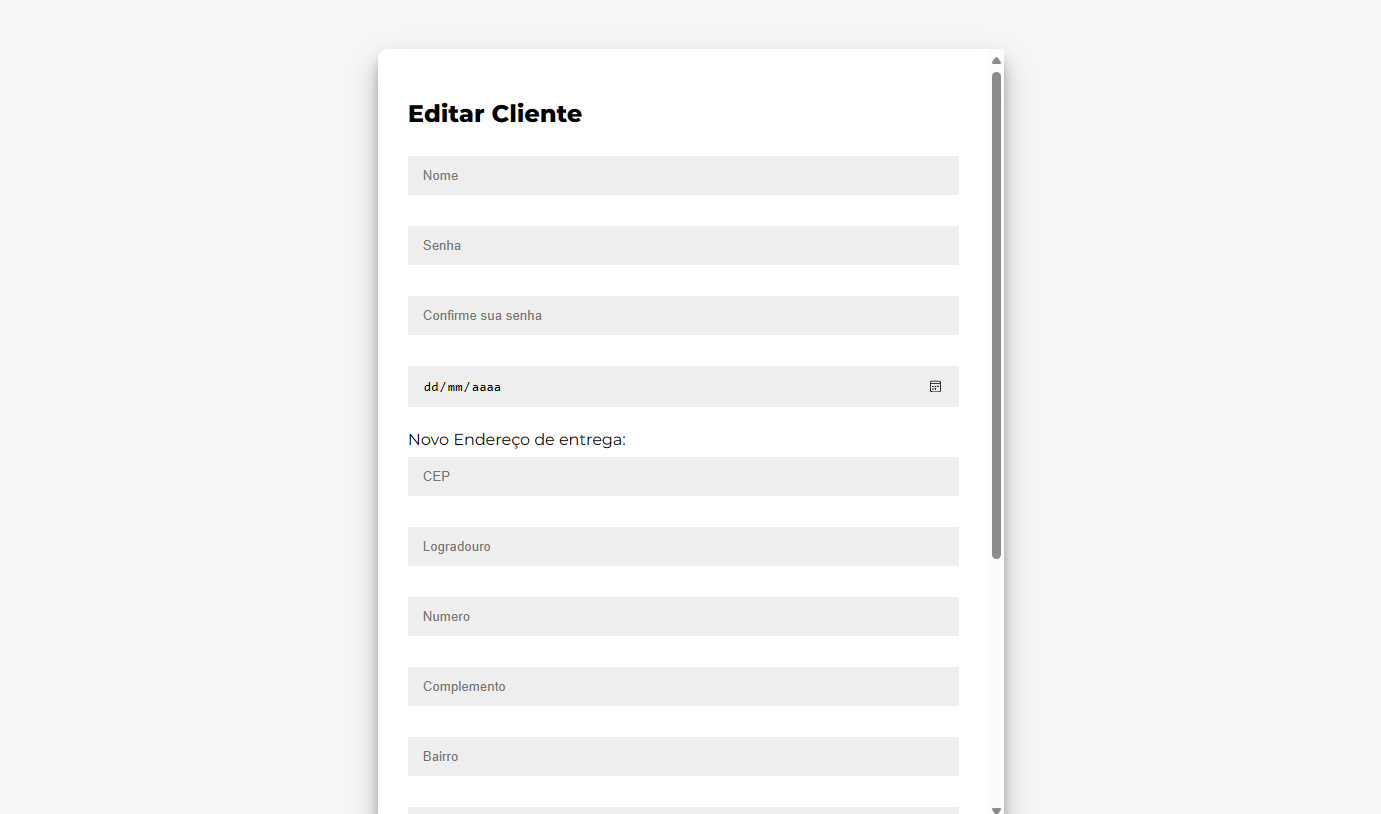 Editar Cliente
Nome
Senha
Confirme sua senha
dd/mm/aaaa
Novo Endereço de entrega:
CEP
Logradouro
Numero
Complemento
Bairro